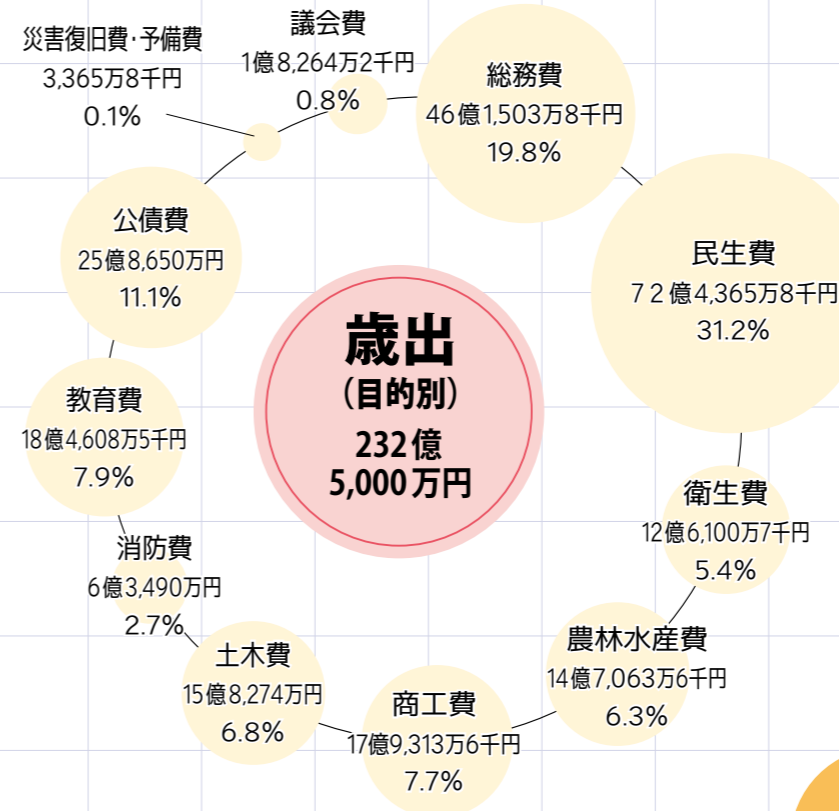 歳出
（目的別）
232億
5,000万円
議会費
1億8,264万2千円
0.8%
総務費
46億1,503万8千円
19.8%
民生費
72億4,365万8千円
31.2%
衛生費
12億6,100万7千円
5.4%
農林水産費
14億7,063万6千円
6.3%
商工費
17億9,313万6千円
7.7%
土木費
15億8,274万円
6.8%
消防費
6億3,490万円
2.7%
教育費
18億4,608万5千円
7.9%
公債費
25億8,650万円
11.1%
災害復旧費・予備費
3,365万8千円
0.1%